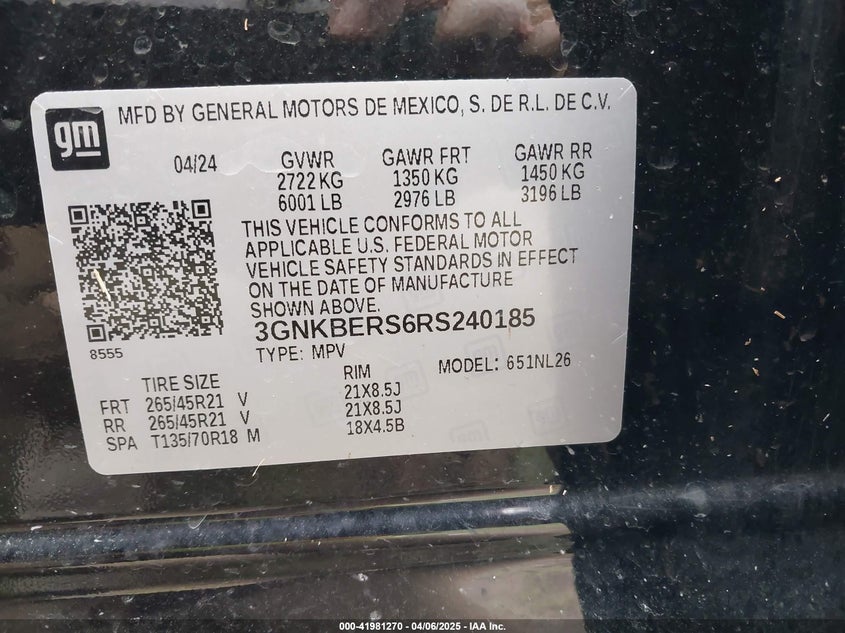 gm
MFD BY GENERAL MOTORS DE MEXICO, S. DE R.L. DE C.V.
04/24 GVWR GAWR FRT GAWR RR
2722 KG 1350 KG 1450 KG
6001 LB 2976 LB 3196 LB
THIS VEHICLE CONFORMS TO ALL
APPLICABLE U.S. FEDERAL MOTOR
VEHICLE SAFETY STANDARDS IN EFFECT
ON THE DATE OF MANUFACTURE
SHOWN ABOVE.
3GNKBERS6RS240185
8555 TYPE: MPV MODEL: 651NL26
TIRE SIZE RIM
FRT 265/45R21 V 21X8.5J
RR 265/45R21 V 21X8.5J
SPA T135/70R18 M 18X4.5B
000-41981270 - 04/06/2025 - IAA Inc.